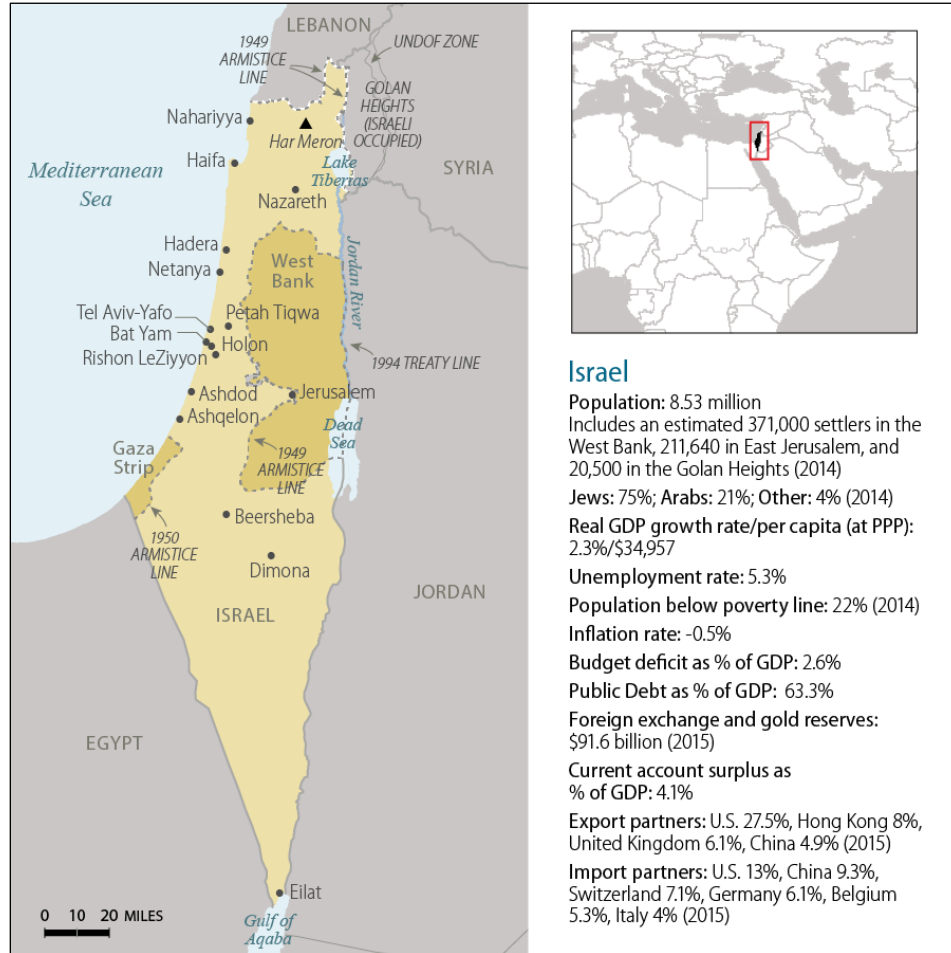 LEBANON
1949
ARMISTICE
LINE
UNDOF ZONE
GOLAN
HEIGHTS
(ISRAELI
OCCUPIED)
Nahariyya
Har Meron
Haifa
Lake
Tiberias
Mediterranean
Sea
SYRIA
Nazareth
Hadera
Netanya
West
Bank
Jordan River
Tel Aviv-Yafo
Petah Tiqwa
Bat Yam
Holon
Rishon LeZiyyon
1994 TREATY LINE
Ashdod
Jerusalem
Ashqelon
Dead
Sea
Gaza
Strip
1949
ARMISTICE
LINE
Beersheba
1950
ARMISTICE
LINE
Dimona
ISRAEL
JORDAN
EGYPT
Eilat
Gulf of
Aqaba
0 10 20 MILES
Israel
Population: 8.53 million
Includes an estimated 371,000 settlers in the
West Bank, 211,640 in East Jerusalem, and
20,500 in the Golan Heights (2014)
Jews: 75%; Arabs: 21%; Other: 4% (2014)
Real GDP growth rate/per capita (at PPP):
2.3%/$34,957
Unemployment rate: 5.3%
Population below poverty line: 22% (2014)
Inflation rate: -0.5%
Budget deficit as % of GDP: 2.6%
Public Debt as % of GDP: 63.3%
Foreign exchange and gold reserves:
$91.6 billion (2015)
Current account surplus as
% of GDP: 4.1%
Export partners: U.S. 27.5%, Hong Kong 8%,
United Kingdom 6.1%, China 4.9% (2015)
Import partners: U.S. 13%, China 9.3%,
Switzerland 7.1%, Germany 6.1%, Belgium
5.3%, Italy 4% (2015)